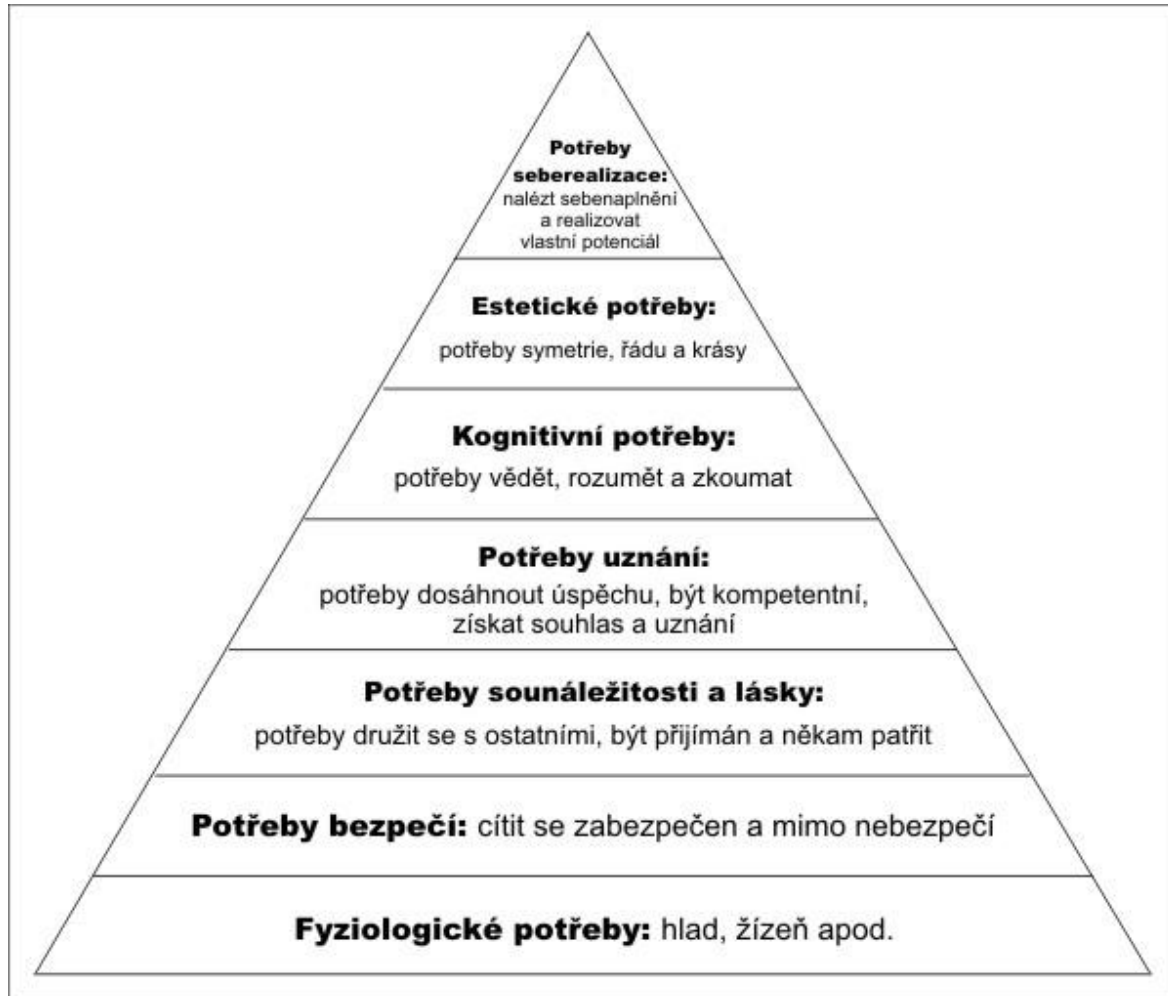 Potřeby
seberealizace:
nalézt sebenaplnění
a realizovat
vlastní potenciál
Estetické potřeby:
potřeby symetrie, řádu a krásy
Kognitivní potřeby:
potřeby vědět, rozumět a zkoumat
Potřeby uznání:
potřeby dosáhnout úspěchu, být kompetentní,
získat souhlas a uznání
Potřeby sounáležitosti a lásky:
potřeby družit se s ostatními, být přijímán a někam patřit
Potřeby bezpečí: cítit se zabezpečen a mimo nebezpečí
Fyziologické potřeby: hlad, žízeň apod.